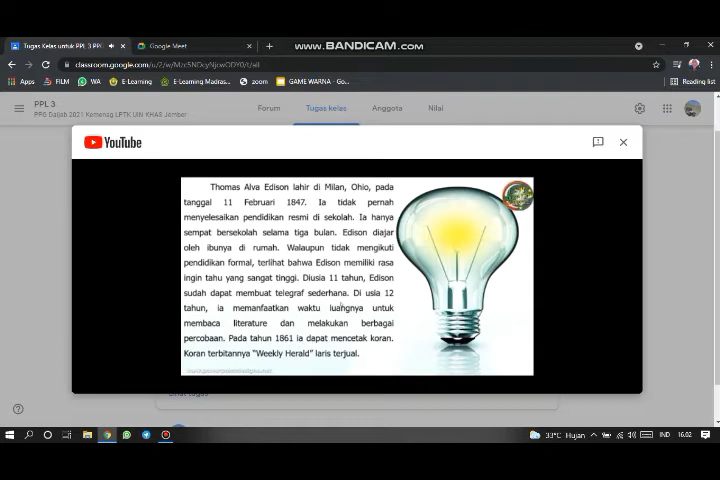 Tugas Kelas untuk PPL 3 PPG
Google Meet
WWW.BANDICAM.COM
Apps
FILM
WA
E-Learning
E-Learning Madras...
zoom
GAME WARNA - Go...
Reading list
PPL 3
PPG Daljab 2021 Kemenag LPTK UIN KHAS Jember
Forum
Tugas kelas
Anggota
Nilai
YouTube
Thomas Alva Edison lahir di Milan, Ohio, pada
tanggal 11 Februari 1847. Ia tidak pernah
menyelesaikan pendidikan resmi di sekolah. Ia hanya
sempat bersekolah selama tiga bulan. Edison diajar
oleh ibunya di rumah. Walaupun tidak mengikuti
pendidikan formal, terlihat bahwa Edison memiliki rasa
ingin tahu yang sangat tinggi. Diusia 11 tahun, Edison
sudah dapat membuat telegraf sederhana. Di usia 12
tahun, ia memanfaatkan waktu luangnya untuk
membaca literature dan melakukan berbagai
percobaan. Pada tahun 1861 ia dapat mencetak koran.
Koran terbitannya "Weekly Herald" laris terjual.
Lihat tugas
33°C Hujan
IND
16.02